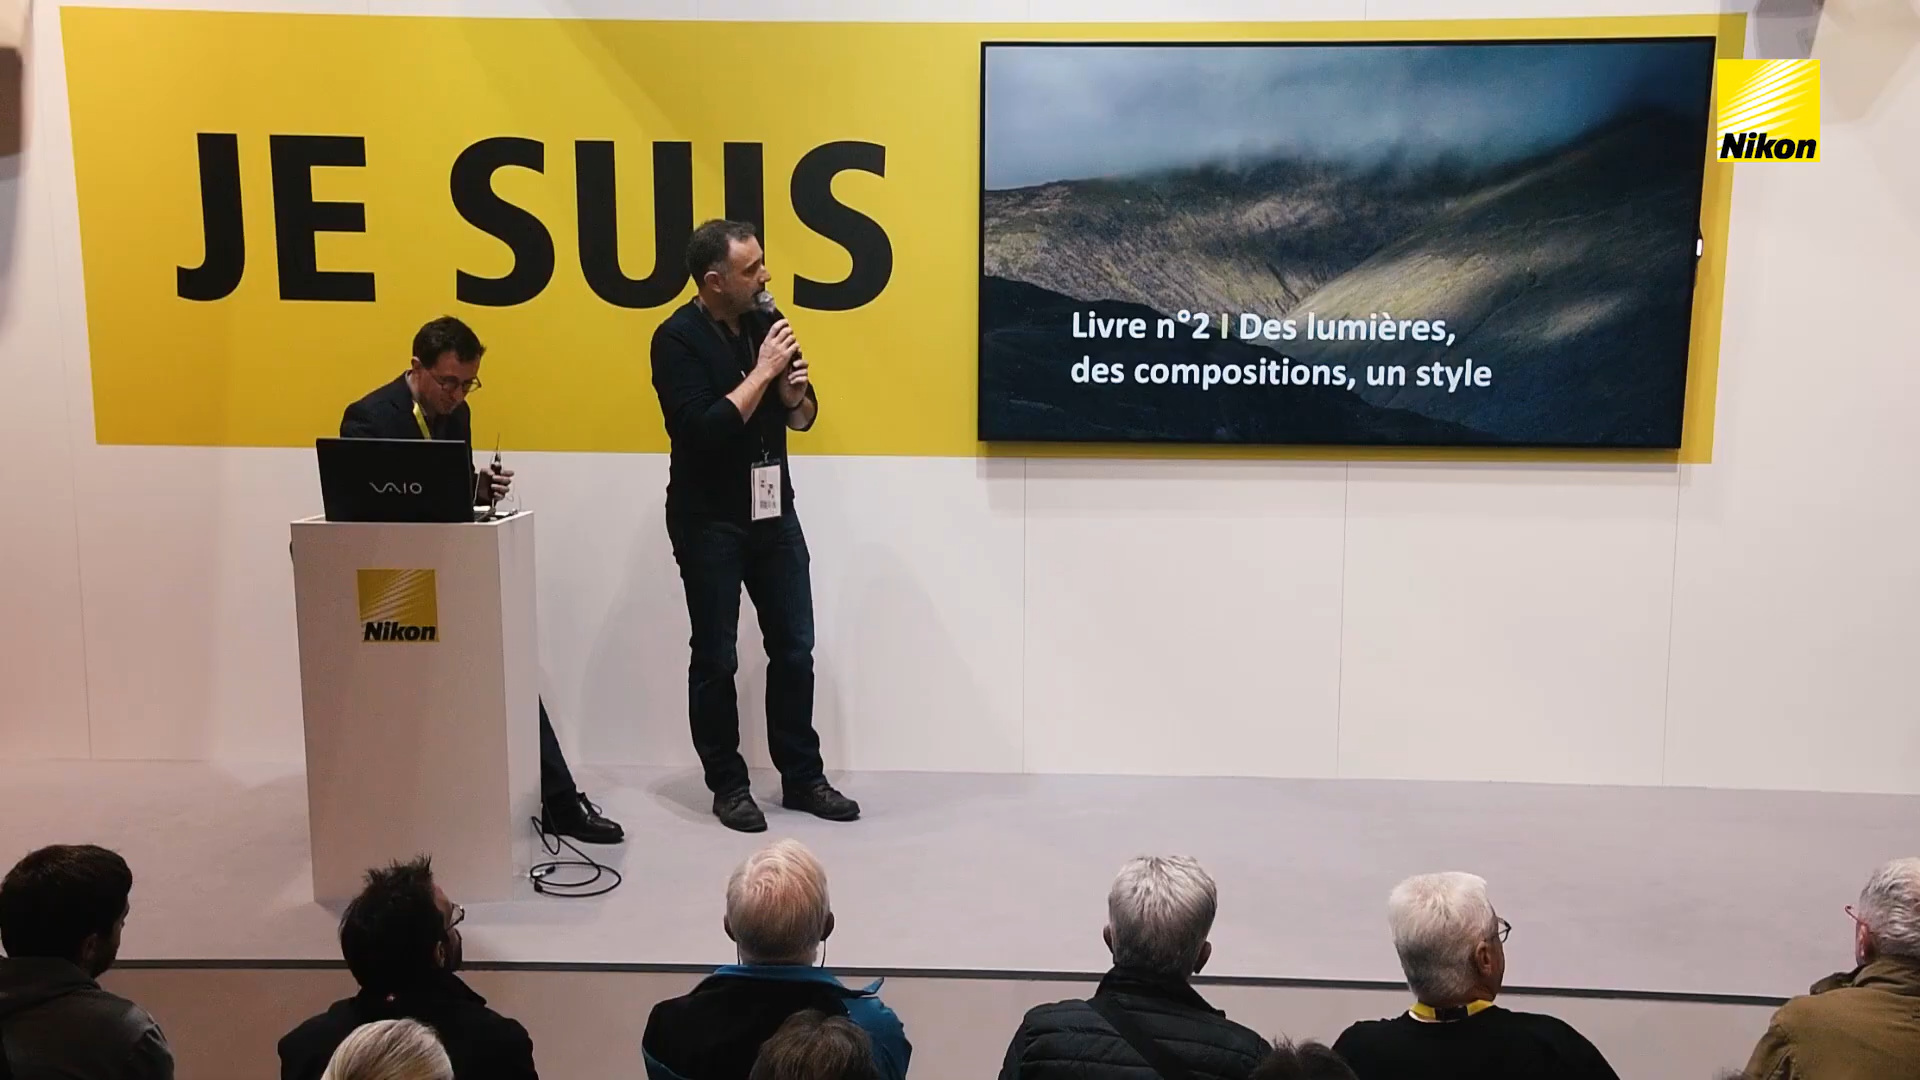 JE SUIS
Livre n°2 I Des lumières,
des compositions, un style
Nikon
VAIO
Nikon